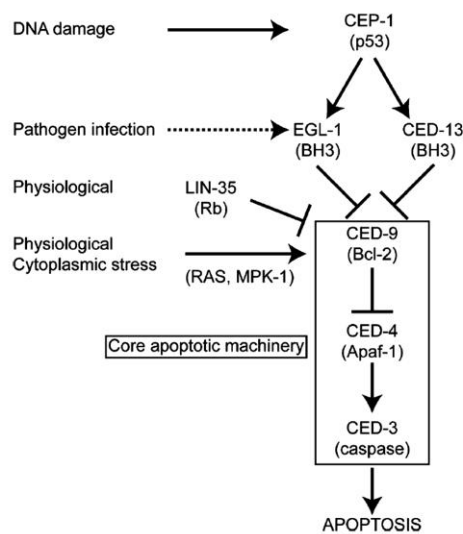 DNA damage
CEP-1
(p53)
Pathogen infection
EGL-1
(BH3)
CED-13
(BH3)
Physiological
LIN-35
(Rb)
Physiological
Cytoplasmic stress
(RAS, MPK-1)
CED-9
(Bcl-2)
Core apoptotic machinery
CED-4
(Apaf-1)
CED-3
(caspase)
APOPTOSIS